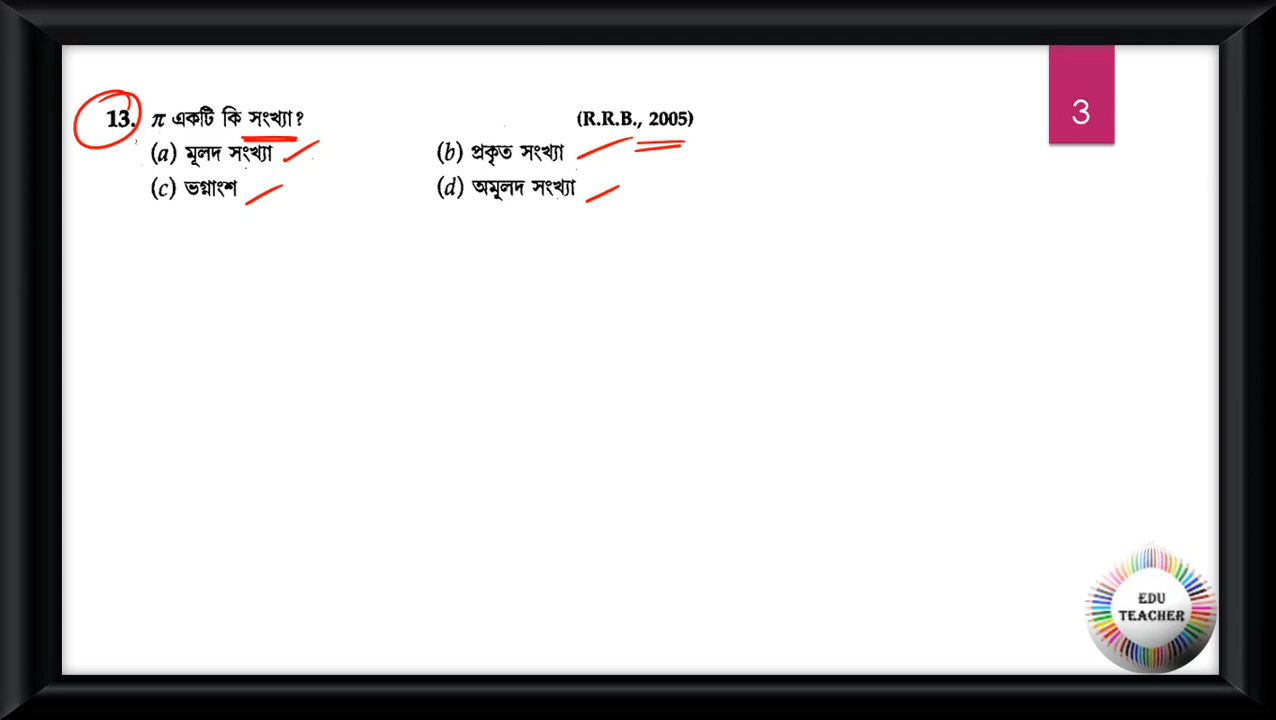 3
13. π একটি কি সংখ্যা? (R.R.B., 2005)
(a) মূলদ সংখ্যা (b) প্রকৃত সংখ্যা
(c) ভগ্নাংশ (d) অমূলদ সংখ্যা
EDU
TEACHER